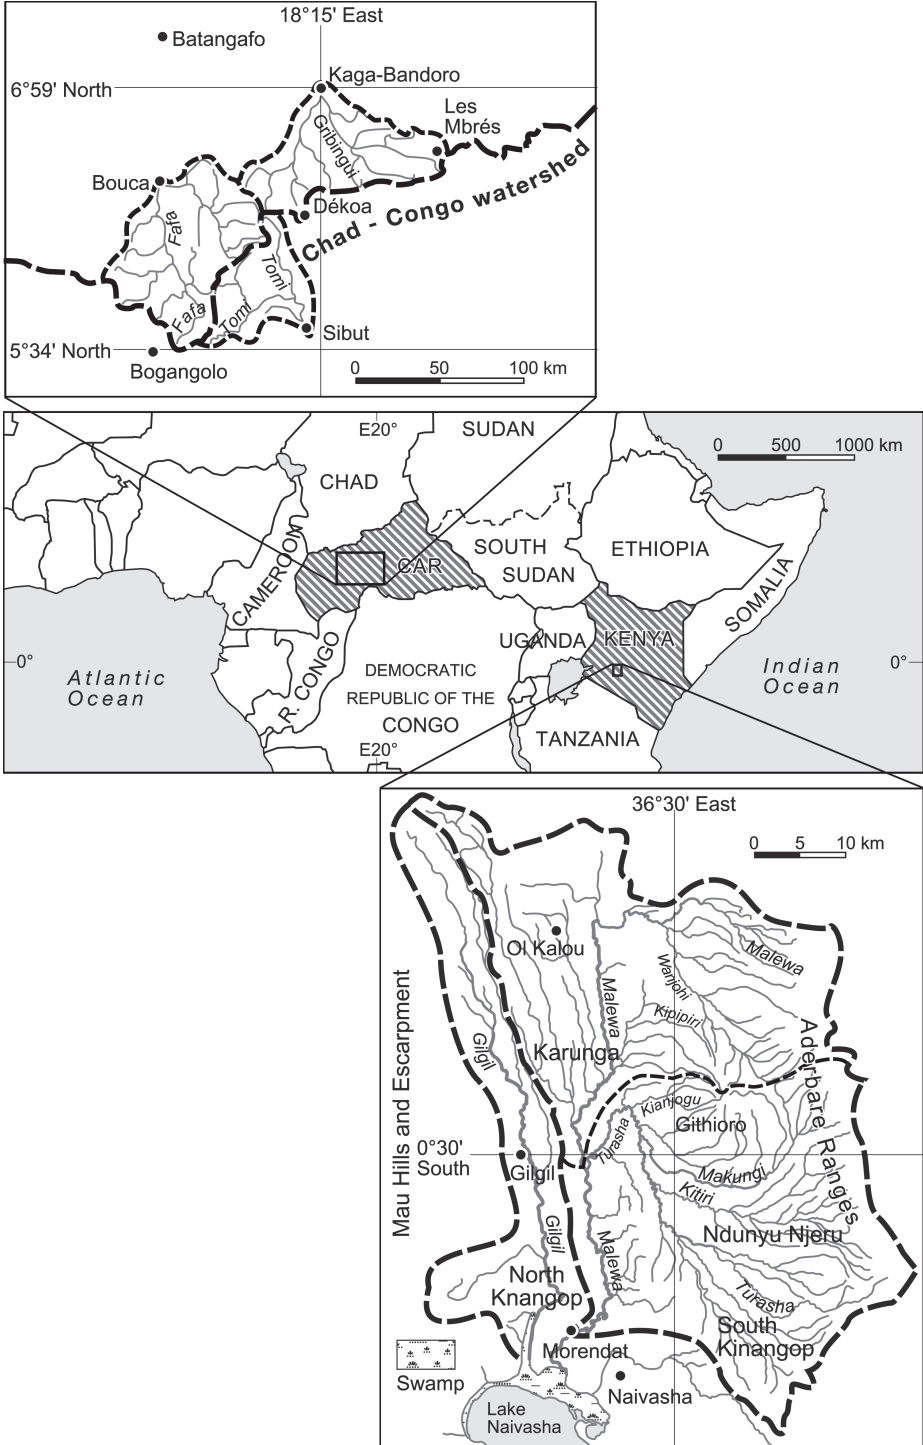 18°15' East
Batangafo
6°59' North
Kaga-Bandoro
Les
Mbrés
Gribingui
Bouca
Dékoa
Chad - Congo watershed
Fafa
Tomi
Fafa
Tomi
Sibut
5°34' North
Bogangolo
0 50 100 km
E20°
SUDAN
0 500 1000 km
CHAD
CAR
SOUTH
SUDAN
ETHIOPIA
CAMEROON
SOMALIA
UGANDA
KENYA
0°
0°
Atlantic
Ocean
R. CONGO
DEMOCRATIC
REPUBLIC OF THE
CONGO
Indian
Ocean
E20°
TANZANIA
36°30' East
0 5 10 km
Ol Kalou
Malewa
Wanjohi
Malewa
Kipipiri
Mau Hills and Escarpment
Gilgil
Karunga
Aderbare Ranges
Kianjogu
Githioro
Turasha
0°30'
South
Gilgil
Makungi
Kitiri
Gilgil
Malewa
Ndunyu Njeru
North
Knangop
Turasha
South
Kinangop
Morendat
Swamp
Naivasha
Lake
Naivasha